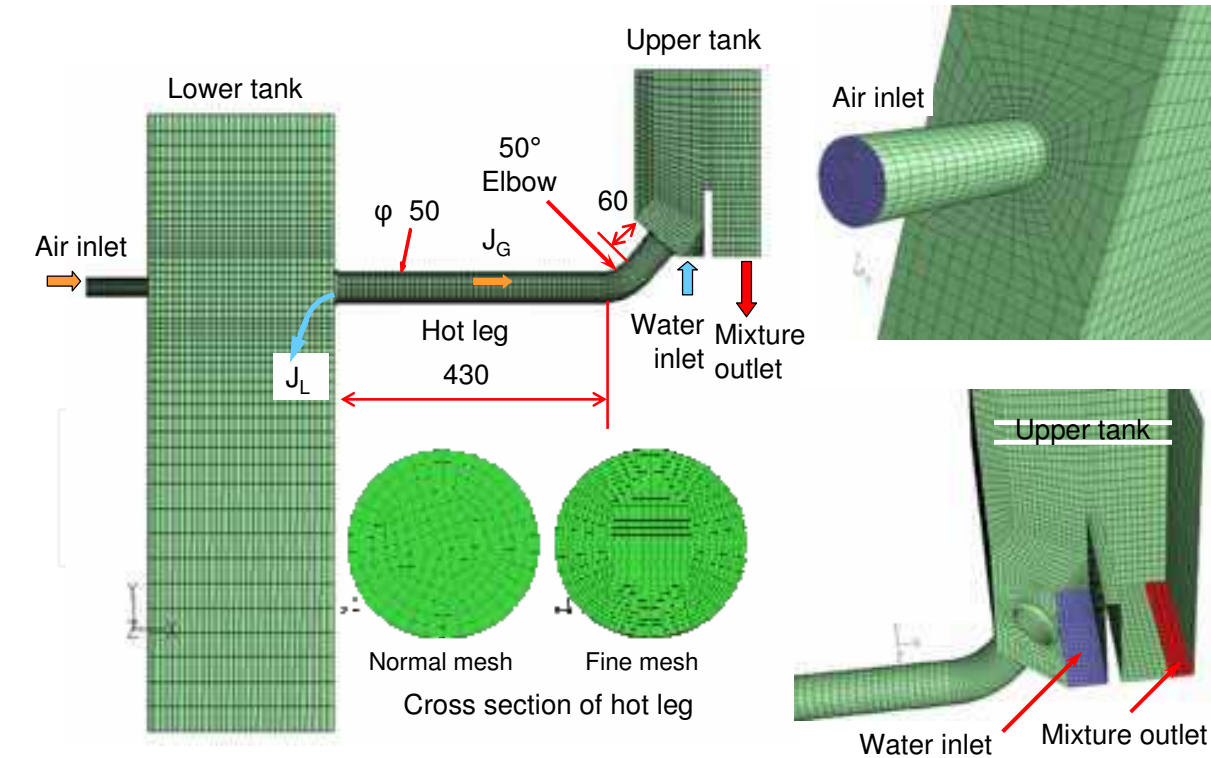 Upper tank
Lower tank
Air inlet
50°
Elbow
60
φ 50
J_G
Air inlet
Hot leg
Water
inlet
Mixture
outlet
J_L
430
Upper tank
Normal mesh
Fine mesh
Cross section of hot leg
Water inlet
Mixture outlet